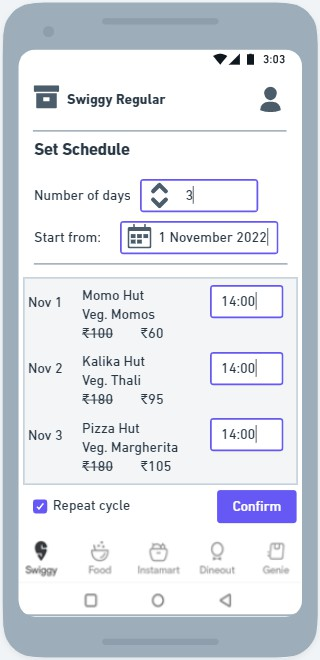 3:03
Swiggy Regular
Set Schedule
Number of days 3
Start from: 1 November 2022
Nov 1 Momo Hut 14:00
Veg. Momos
₹100 ₹60
Nov 2 Kalika Hut 14:00
Veg. Thali
₹180 ₹95
Nov 3 Pizza Hut 14:00
Veg. Margherita
₹180 ₹105
Repeat cycle Confirm
Swiggy Food Instamart Dineout Genie